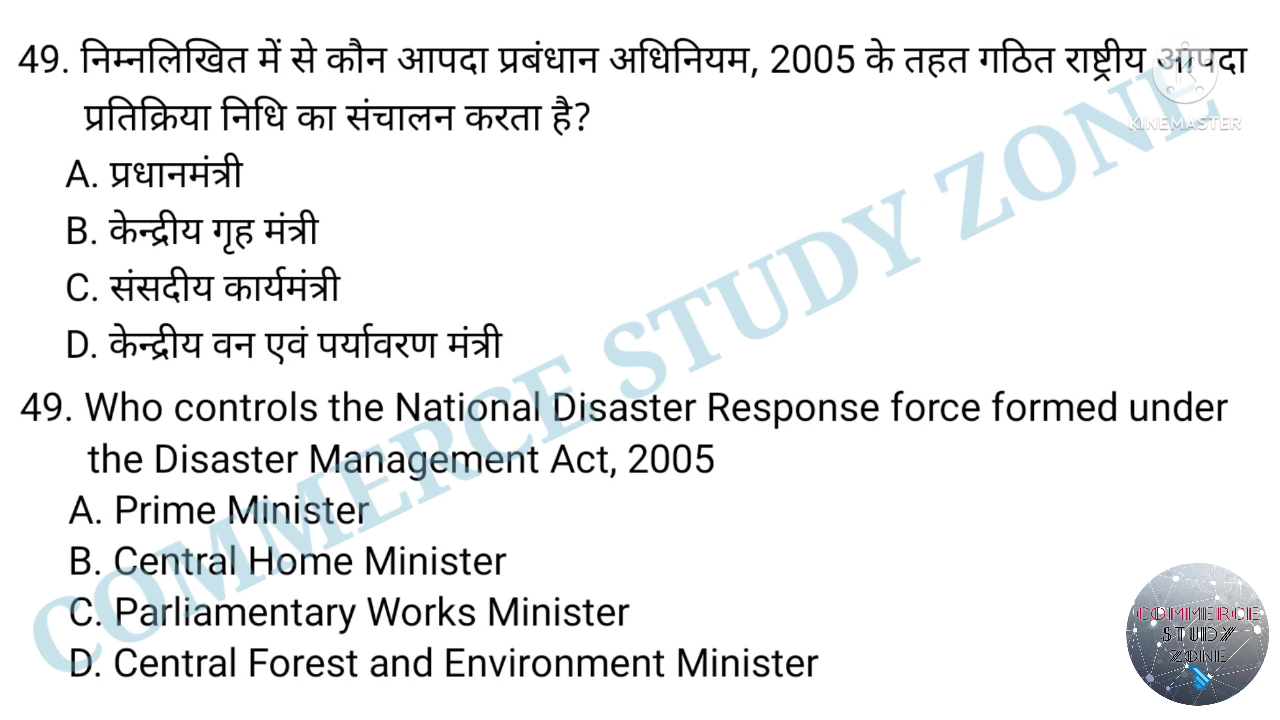 49. निम्नलिखित में से कौन आपदा प्रबंधान अधिनियम, 2005 के तहत गठित राष्ट्रीय आपदा
KINEMASTER
प्रतिक्रिया निधि का संचालन करता है?
A. प्रधानमंत्री
B. केन्द्रीय गृह मंत्री
C. संसदीय कार्यमंत्री
D. केन्द्रीय वन एवं पर्यावरण मंत्री
COMMERCE STUDY ZONE
49. Who controls the National Disaster Response force formed under
the Disaster Management Act, 2005
A. Prime Minister
B. Central Home Minister
C. Parliamentary Works Minister
D. Central Forest and Environment Minister
COMMERCE
STUDY
ZONE